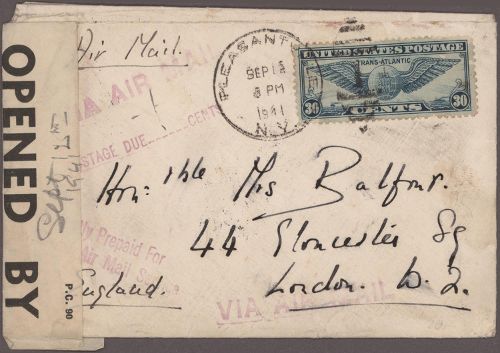 OPENED BY
P.C. 90
Sept
1941
Air Mail.
VIA AIR MAIL
POSTAGE DUE CENTS
PLEASANT
SEP 12
8 PM
1941
N.Y.
UNITED STATES POSTAGE
TRANS-ATLANTIC
30 CENTS 30
Hon: ble Mrs Balfour.
44 Gloucester Sq
London. W. 2.
England.
Prepaid For
Air Mail
VIA AIR MAIL